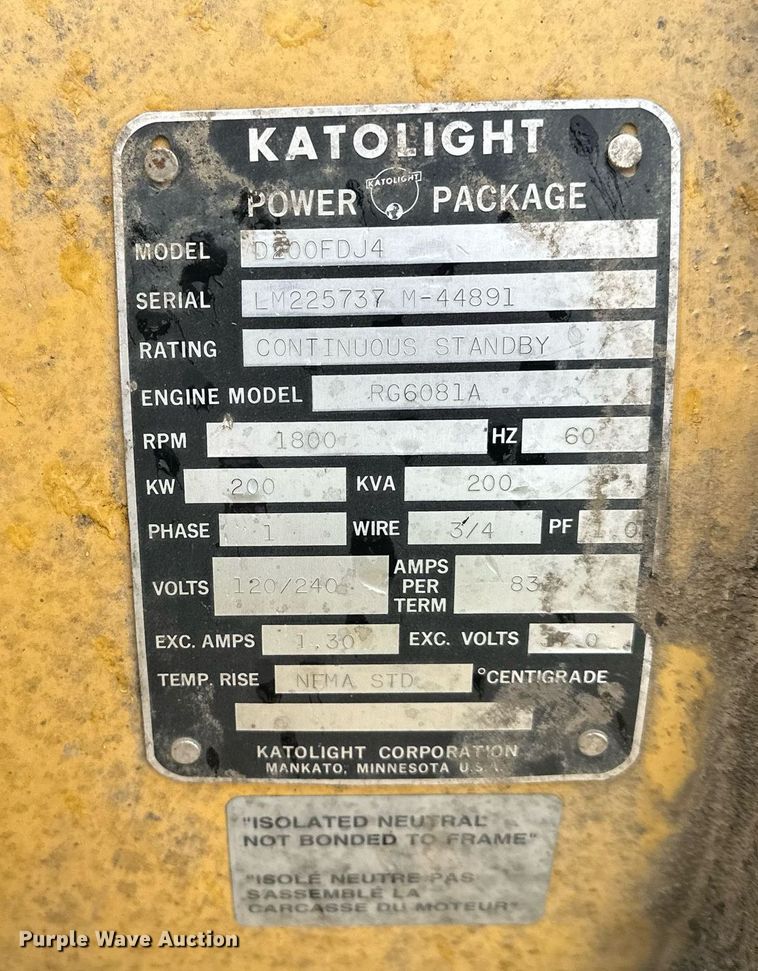 KATOLIGHT
POWER KATOLIGHT PACKAGE
MODEL D200FDJ4
SERIAL LM225737 M-44891
RATING CONTINUOUS STANDBY
ENGINE MODEL RG6081A
RPM 1800 HZ 60
KW 200 KVA 200
PHASE 1 WIRE 3/4 PF 1.0
VOLTS 120/240 AMPS PER TERM
EXC. AMPS 1.30 EXC. VOLTS
TEMP. RISE NEMA STD °CENTIGRADE
KATOLIGHT CORPORATION
MANKATO, MINNESOTA U.S.A.
"ISOLATED NEUTRAL
NOT BONDED TO FRAME"
"ISOLE NEUTRE PAS
S'ASSEMBLÉ LA
CARCASSE DU MOTEUR"
Purple Wave Auction